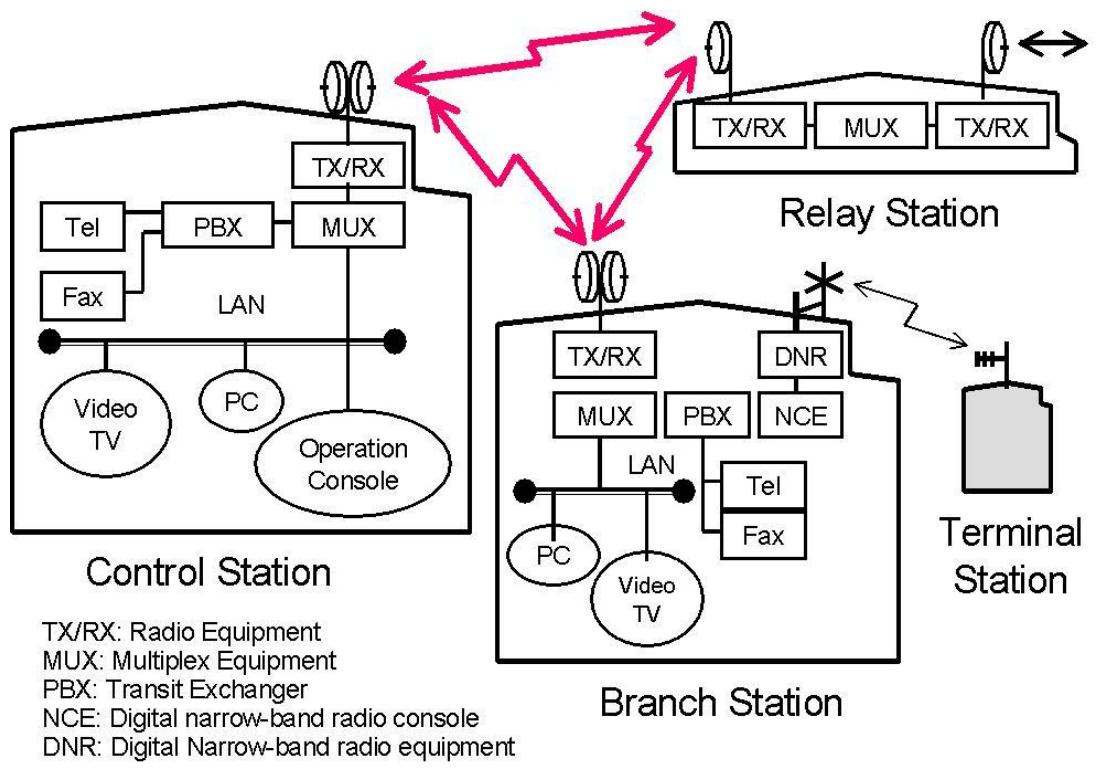 TX/RX
MUX
TX/RX
Relay Station
TX/RX
Tel
PBX
MUX
Fax
LAN
Video
TV
PC
Operation
Console
Control Station
TX/RX
DNR
MUX
PBX
NCE
LAN
Tel
Fax
PC
Video
TV
Branch Station
Terminal
Station
TX/RX: Radio Equipment
MUX: Multiplex Equipment
PBX: Transit Exchanger
NCE: Digital narrow-band radio console
DNR: Digital Narrow-band radio equipment